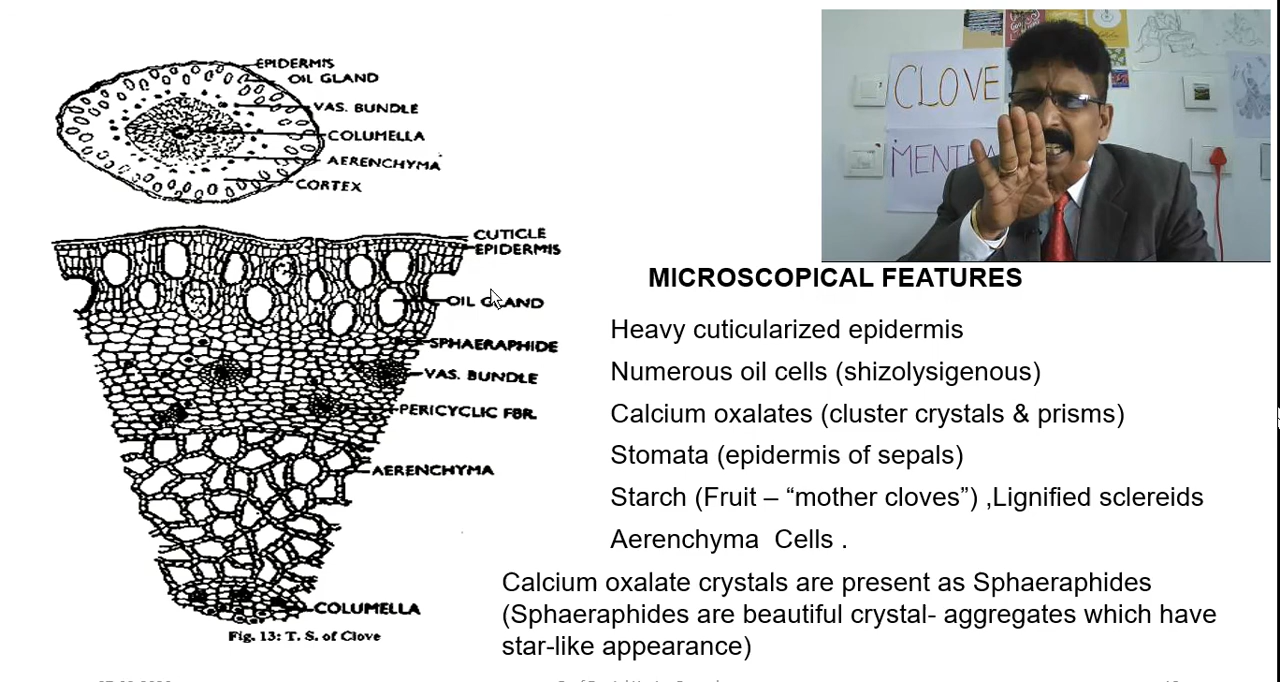 EPIDERMIS
OIL GLAND
VAS. BUNDLE
COLUMELLA
AERENCHYMA
CORTEX
CUTICLE
EPIDERMIS
OIL GLAND
SPHAERAPHIDE
VAS. BUNDLE
PERICYCLIC FBR.
AERENCHYMA
COLUMELLA
Fig. 13: T. S. of Clove
CLOVE
MICROSCOPICAL FEATURES
Heavy cuticularized epidermis
Numerous oil cells (shizolysigenous)
Calcium oxalates (cluster crystals & prisms)
Stomata (epidermis of sepals)
Starch (Fruit – “mother cloves”) ,Lignified sclereids
Aerenchyma  Cells .
Calcium oxalate crystals are present as Sphaeraphides
(Sphaeraphides are beautiful crystal- aggregates which have
star-like appearance)